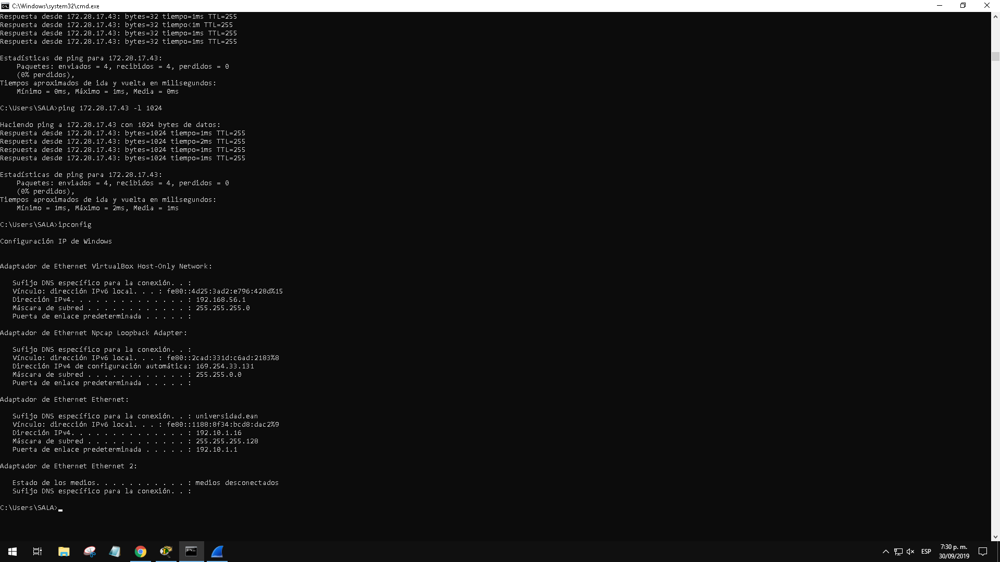 C:\Windows\system32\cmd.exe
Respuesta desde 172.28.17.43: bytes=32 tiempo=1ms TTL=255
Respuesta desde 172.28.17.43: bytes=32 tiempo<1m TTL=255
Respuesta desde 172.28.17.43: bytes=32 tiempo=1ms TTL=255
Respuesta desde 172.28.17.43: bytes=32 tiempo=1ms TTL=255
Estadísticas de ping para 172.28.17.43:
Paquetes: enviados = 4, recibidos = 4, perdidos = 0
(0% perdidos),
Tiempos aproximados de ida y vuelta en milisegundos:
Mínimo = 0ms, Máximo = 1ms, Media = 0ms
C:\Users\SALA>ping 172.28.17.43 -l 1024
Haciendo ping a 172.28.17.43 con 1024 bytes de datos:
Respuesta desde 172.28.17.43: bytes=1024 tiempo=1ms TTL=255
Respuesta desde 172.28.17.43: bytes=1024 tiempo=2ms TTL=255
Respuesta desde 172.28.17.43: bytes=1024 tiempo=1ms TTL=255
Respuesta desde 172.28.17.43: bytes=1024 tiempo=1ms TTL=255
Estadísticas de ping para 172.28.17.43:
Paquetes: enviados = 4, recibidos = 4, perdidos = 0
(0% perdidos),
Tiempos aproximados de ida y vuelta en milisegundos:
Mínimo = 1ms, Máximo = 2ms, Media = 1ms
C:\Users\SALA>ipconfig
Configuración IP de Windows
Adaptador de Ethernet VirtualBox Host-Only Network:
Sufijo DNS específico para la conexión. . :
Vínculo: dirección IPv6 local. . . : fe80::4d25:3ad2:e796:428d%15
Dirección IPv4. . . . . . . . . . . . . . : 192.168.56.1
Máscara de subred . . . . . . . . . . . . : 255.255.255.0
Puerta de enlace predeterminada . . . . . :
Adaptador de Ethernet Npcap Loopback Adapter:
Sufijo DNS específico para la conexión. . :
Vínculo: dirección IPv6 local. . . : fe80::2cad:331d:c6ad:2183%8
Dirección IPv4 de configuración automática: 169.254.33.131
Máscara de subred . . . . . . . . . . . . : 255.255.0.0
Puerta de enlace predeterminada . . . . . :
Adaptador de Ethernet Ethernet:
Sufijo DNS específico para la conexión. . : universidad.ean
Vínculo: dirección IPv6 local. . . : fe80::1188:8f34:bcd8:dac2%9
Dirección IPv4. . . . . . . . . . . . . . : 192.10.1.16
Máscara de subred . . . . . . . . . . . . : 255.255.255.128
Puerta de enlace predeterminada . . . . . : 192.10.1.1
Adaptador de Ethernet Ethernet 2:
Estado de los medios. . . . . . . . . . . : medios desconectados
Sufijo DNS específico para la conexión. . :
C:\Users\SALA>
ESP
7:30 p. m.
30/09/2019